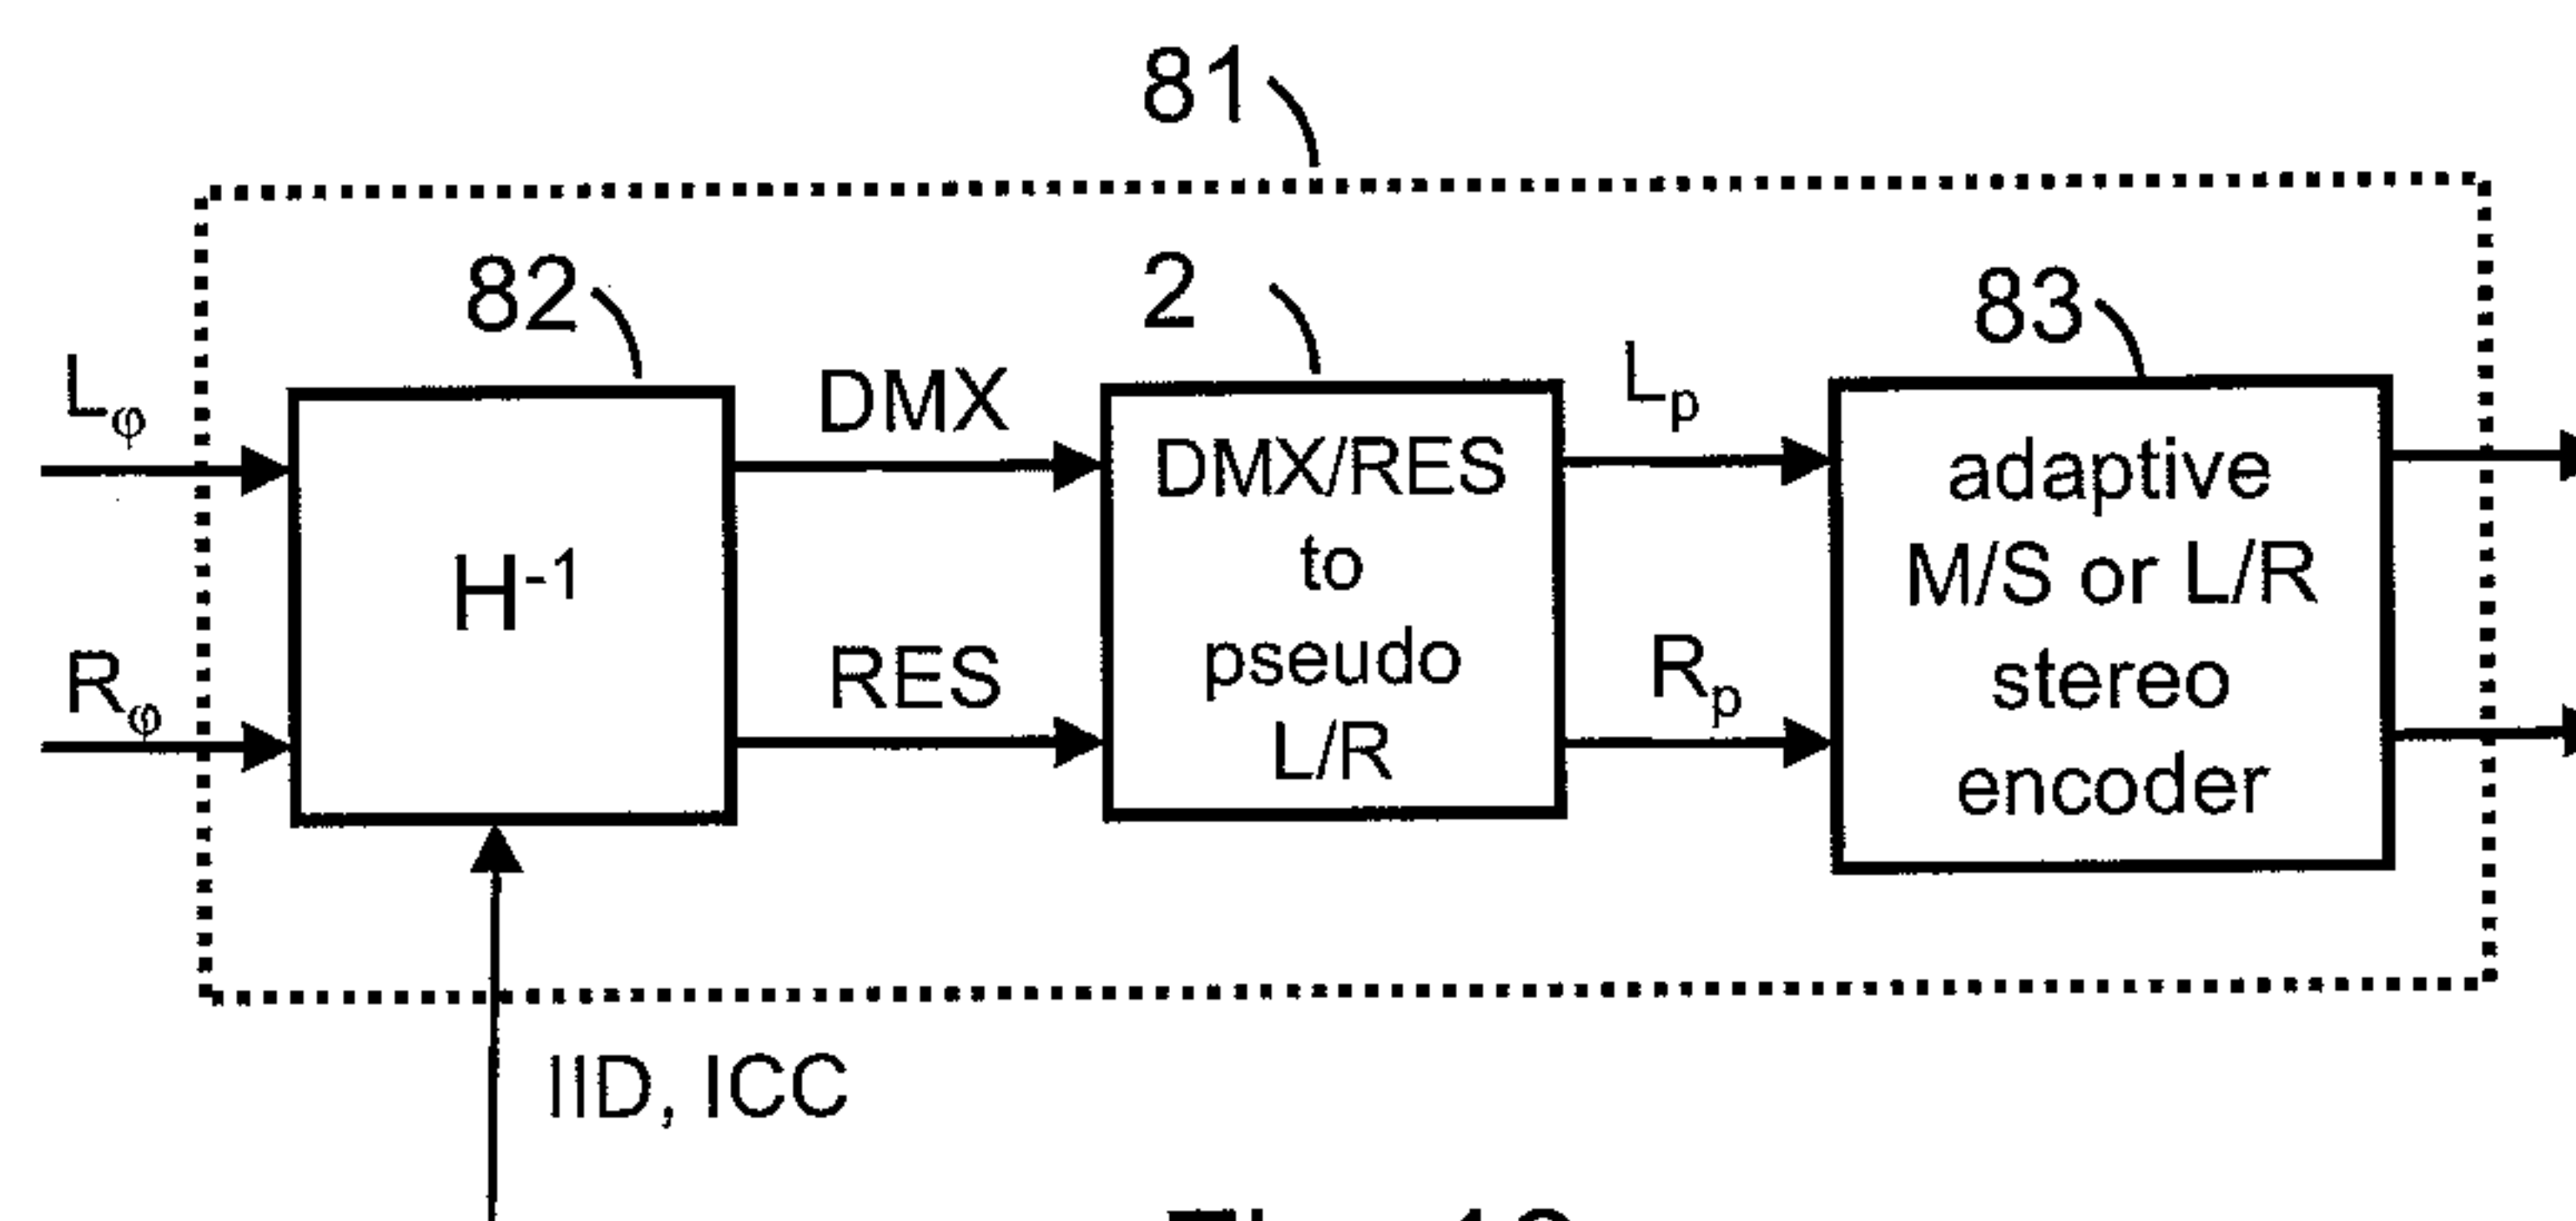 81
82
2
83
Lφ
DMX
Lp
Rφ
RES
Rp
H-1
DMX/RES
to
pseudo
L/R
adaptive
M/S or L/R
stereo
encoder
IID, ICC